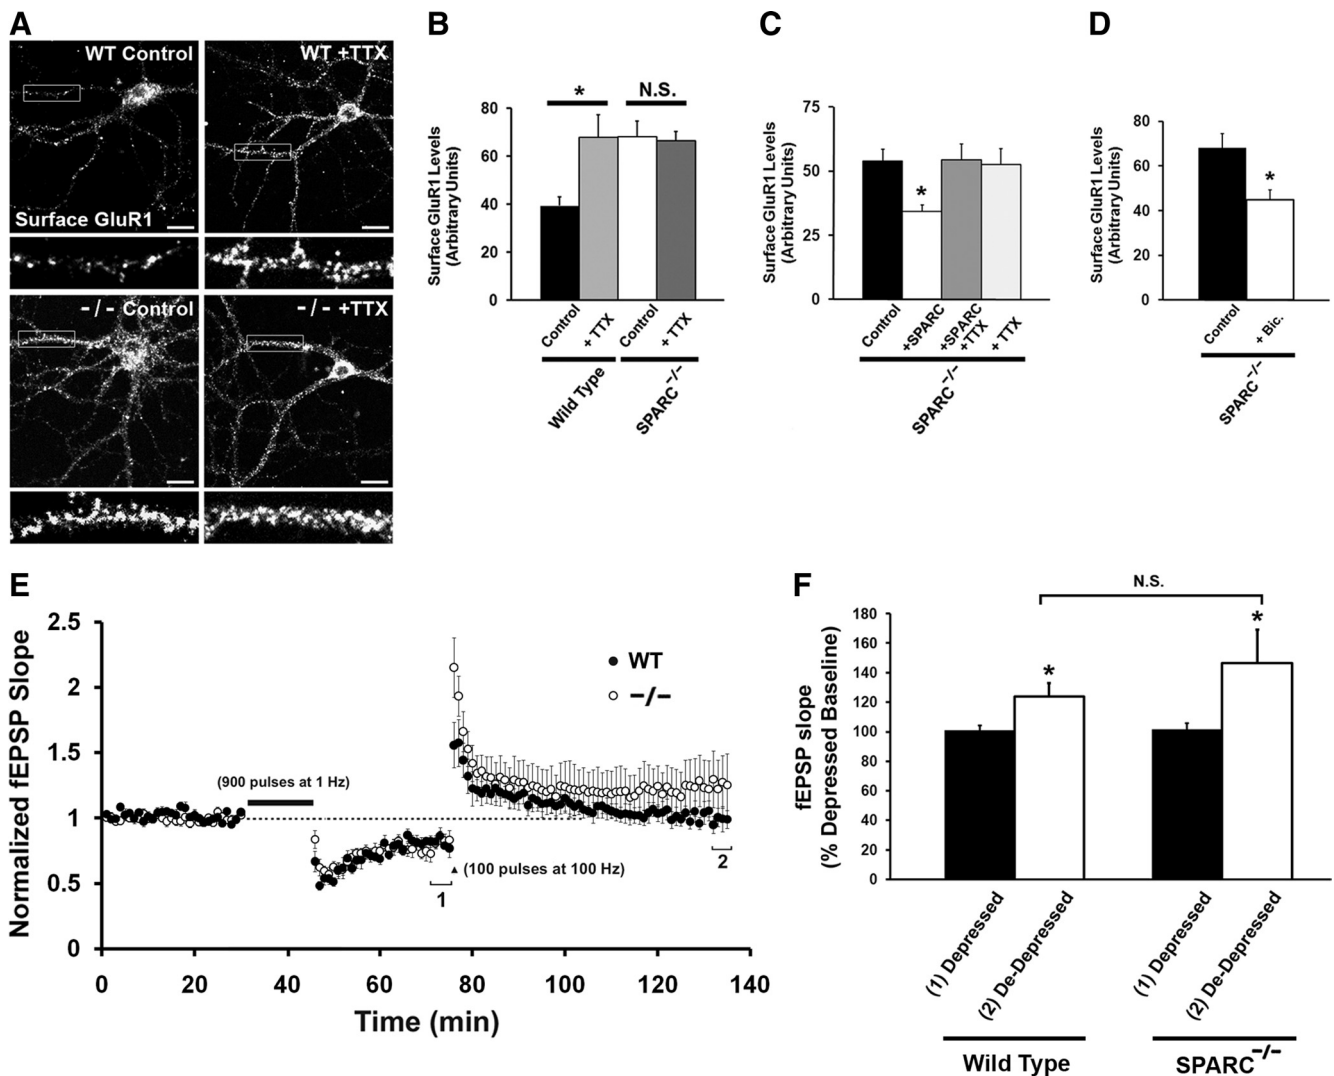 A
WT Control
WT +TTX
Surface GluR1
-/- Control
-/- +TTX
B
*
N.S.
Surface GluR1 Levels
(Arbitrary Units)
80
60
40
20
0
Control
+ TTX
Control
+ TTX
Wild Type
SPARC-/-
C
*
Surface GluR1 Levels
(Arbitrary Units)
75
50
25
0
Control
+SPARC
+SPARC
+TTX
+ TTX
SPARC-/-
D
*
Surface GluR1 Levels
(Arbitrary Units)
80
60
40
20
0
Control
+ Bic.
SPARC-/-
E
Normalized fEPSP Slope
2.5
2
1.5
1
0.5
0
WT
-/-
(900 pulses at 1 Hz)
(100 pulses at 100 Hz)
1
2
0 20 40 60 80 100 120 140
Time (min)
F
N.S.
*
*
fEPSP slope
(% Depressed Baseline)
180
160
140
120
100
80
60
40
20
0
(1) Depressed
(2) De-Depressed
(1) Depressed
(2) De-Depressed
Wild Type
SPARC-/-